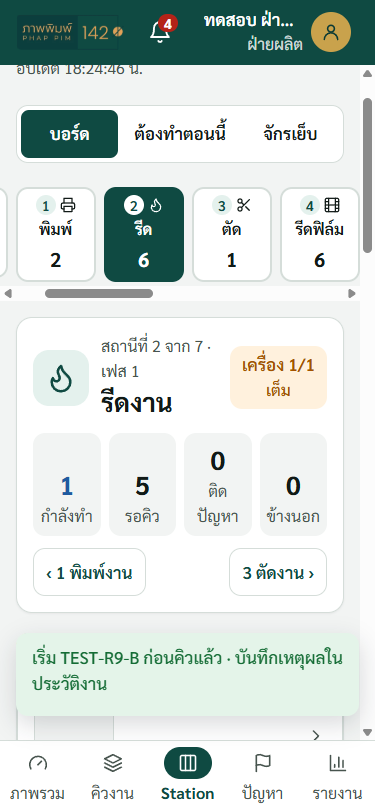 ภาพพิมพ์
PHAP PIM
142
4
ทดสอบ ฝ่า...
ฝ่ายผลิต
อัปเดต 18:24:46 น.
บอร์ด
ต้องทำตอนนี้
จักรเย็บ
1
พิมพ์
2
2
รีด
6
3
ตัด
1
4
รีดฟิล์ม
6
สถานีที่ 2 จาก 7 ·
เฟส 1
รีดงาน
เครื่อง 1/1
เต็ม
1
กำลังทำ
5
รอคิว
0
ติด
ปัญหา
0
ข้างนอก
‹ 1 พิมพ์งาน
3 ตัดงาน ›
เริ่ม TEST-R9-B ก่อนคิวแล้ว · บันทึกเหตุผลใน
ประวัติงาน
ภาพรวม
คิวงาน
Station
ปัญหา
รายงาน